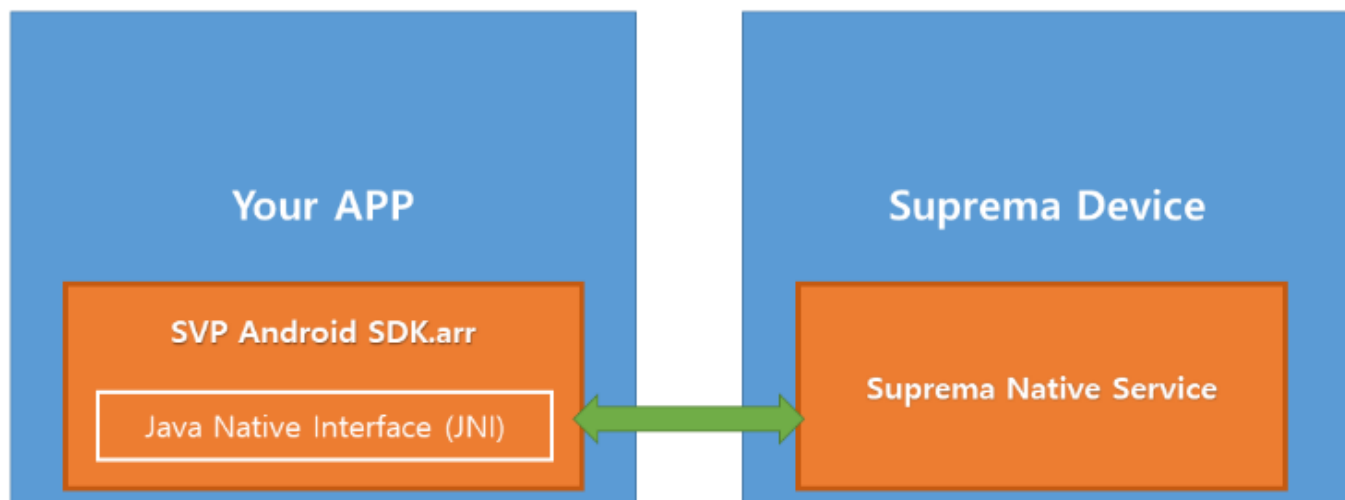 Your APP
SVP Android SDK.arr
Java Native Interface (JNI)
Suprema Device
Suprema Native Service